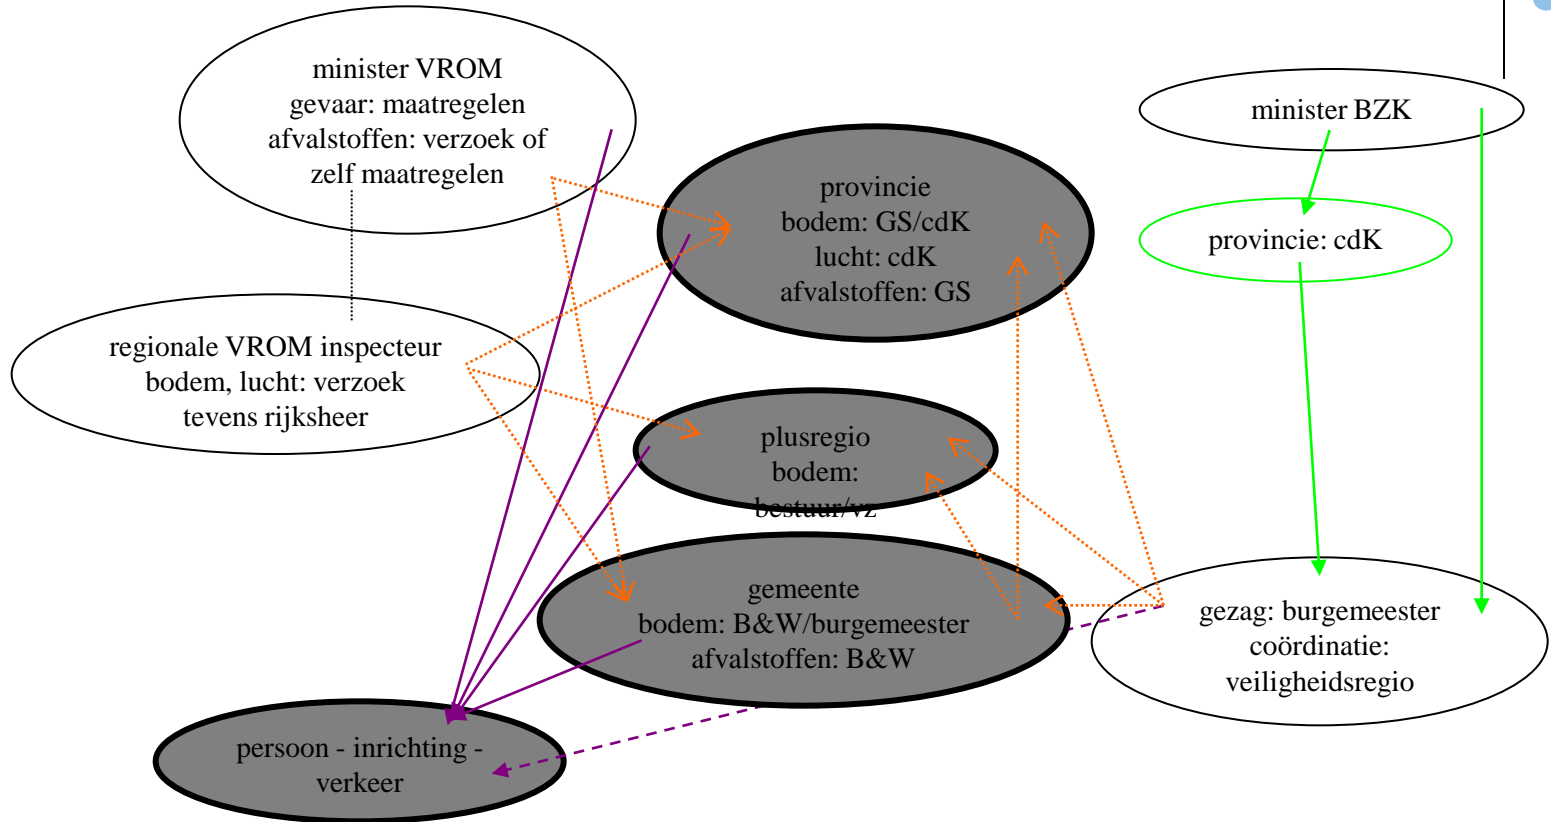 minister VROM
gevaar: maatregelen
afvalstoffen: verzoek of
zelf maatregelen
regionale VROM inspecteur
bodem, lucht: verzoek
tevens rijksheer
provincie
bodem: GS/cdK
lucht: cdK
afvalstoffen: GS
plusregio
bodem:
bestuur/vz
gemeente
bodem: B&W/burgemeester
afvalstoffen: B&W
persoon - inrichting -
verkeer
minister BZK
provincie: cdK
gezag: burgemeester
coördinatie:
veiligheidsregio